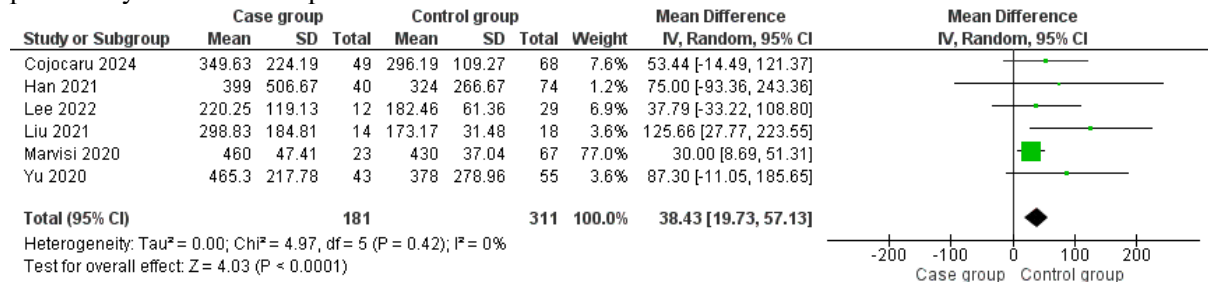 Case group Control group Mean Difference Mean Difference
Study or Subgroup Mean SD Total Mean SD Total Weight IV, Random, 95% CI IV, Random, 95% CI
Cojocaru 2024 349.63 224.19 49 296.19 109.27 68 7.6% 53.44 [-14.49, 121.37]
Han 2021 399 506.67 40 324 266.67 74 1.2% 75.00 [-93.36, 243.36]
Lee 2022 220.25 119.13 12 182.46 61.36 29 6.9% 37.79 [-33.22, 108.80]
Liu 2021 298.83 184.81 14 173.17 31.48 18 3.6% 125.66 [27.77, 223.55]
Marvisi 2020 460 47.41 23 430 37.04 67 77.0% 30.00 [8.69, 51.31]
Yu 2020 465.3 217.78 43 378 278.96 55 3.6% 87.30 [-11.05, 185.65]
Total (95% CI) 181 311 100.0% 38.43 [19.73, 57.13]
Heterogeneity: Tau² = 0.00; Chi² = 4.97, df = 5 (P = 0.42); I² = 0%
Test for overall effect: Z = 4.03 (P < 0.0001)
-200 -100 0 100 200
Case group Control group